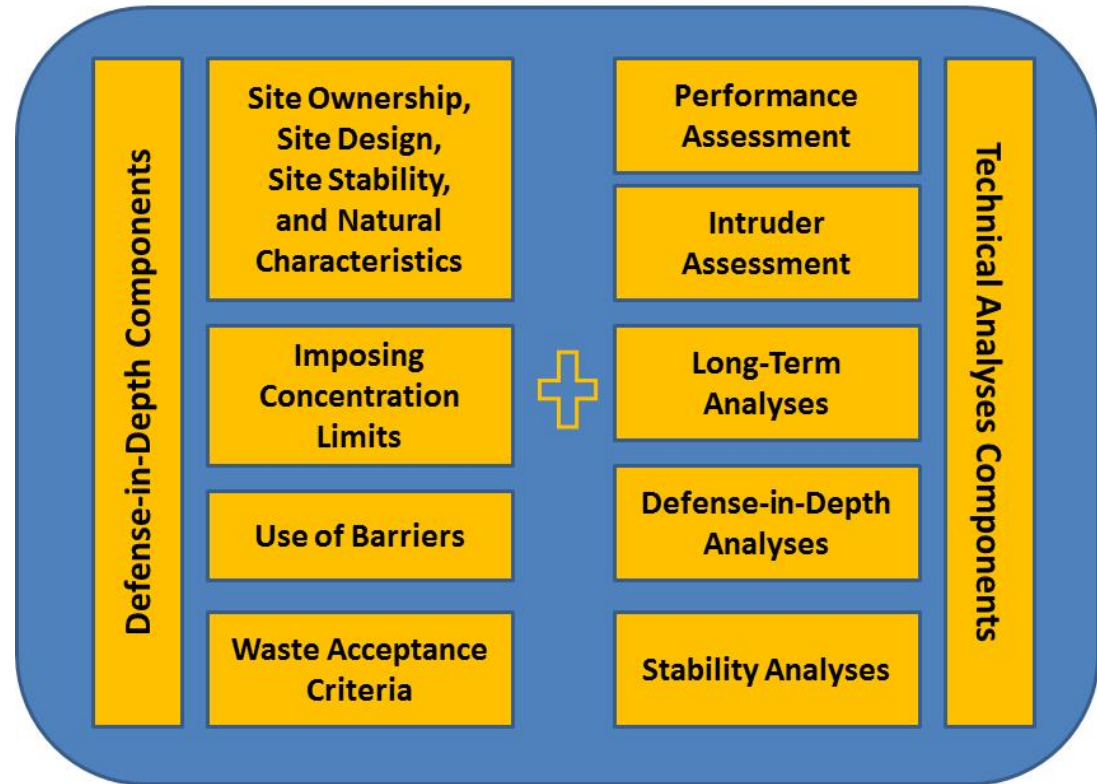 Defense-in-Depth Components
Site Ownership,
Site Design,
Site Stability,
and Natural
Characteristics
Imposing
Concentration
Limits
Use of Barriers
Waste Acceptance
Criteria
Performance
Assessment
Intruder
Assessment
Long-Term
Analyses
Defense-in-Depth
Analyses
Stability Analyses
Technical Analyses Components